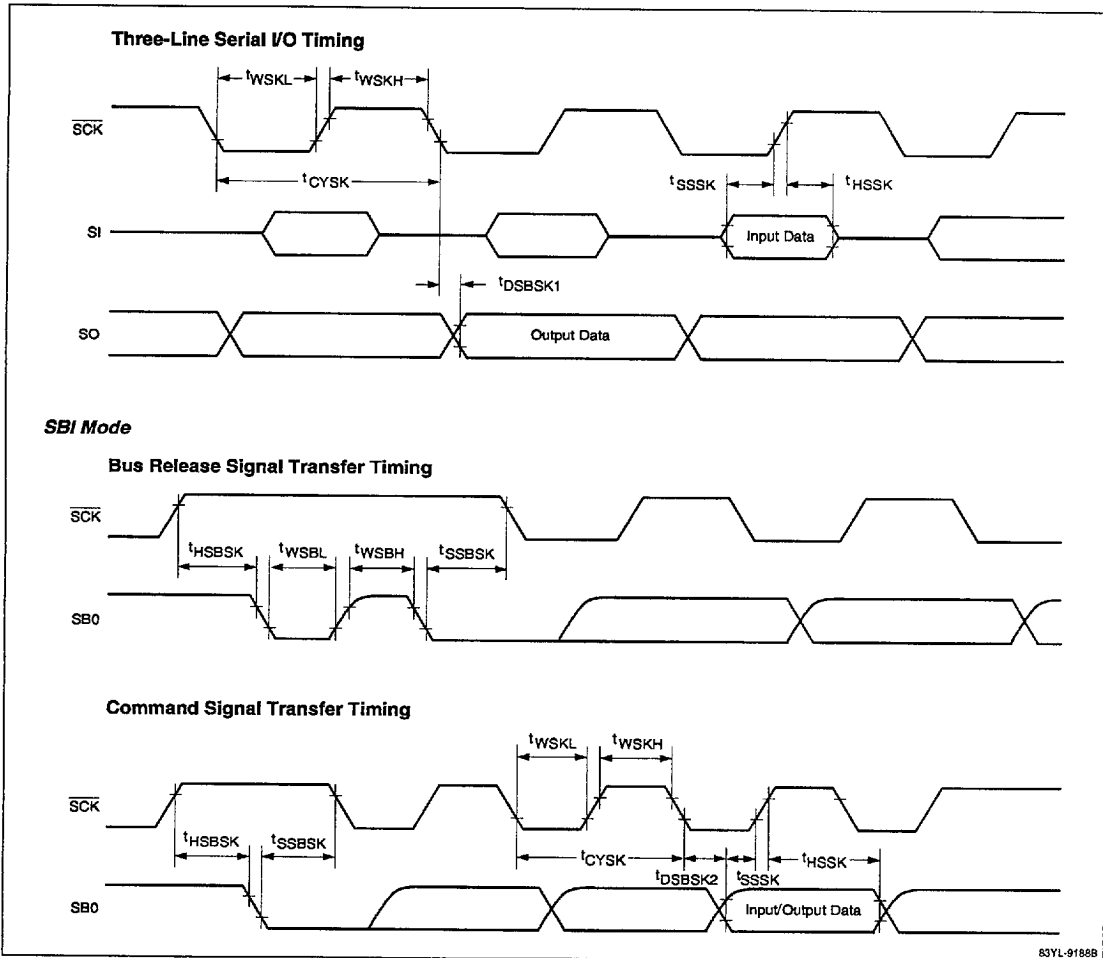 Three-Line Serial I/O Timing
tWSKL
tWSKH
SCK
tCYSK
tSSSK
tHSSK
SI
Input Data
tDSBSK1
SO
Output Data
SBI Mode
Bus Release Signal Transfer Timing
SCK
tHSBSK
tWSBL
tWSBH
tSSBSK
SB0
Command Signal Transfer Timing
tWSKL
tWSKH
SCK
tHSBSK
tSSBSK
tCYSK
tDSBSK2
tSSSK
tHSSK
SB0
Input/Output Data
83YL-9188B